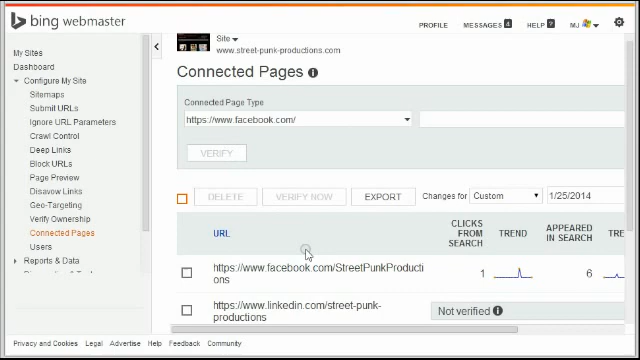 bing webmaster
PROFILE
MESSAGES 4
HELP ?
MJ
My Sites
Dashboard
Configure My Site
Sitemaps
Submit URLs
Ignore URL Parameters
Crawl Control
Deep Links
Block URLs
Page Preview
Disavow Links
Geo-Targeting
Verify Ownership
Connected Pages
Users
Reports & Data
Site
www.street-punk-productions.com
Connected Pages
Connected Page Type
https://www.facebook.com/
VERIFY
DELETE
VERIFY NOW
EXPORT
Changes for
Custom
1/25/2014
URL
CLICKS
FROM
SEARCH
TREND
APPEARED
IN SEARCH
TRE
https://www.facebook.com/StreetPunkProducti
ons
1
6
https://www.linkedin.com/street-punk-
productions
Not verified
Privacy and Cookies Legal Advertise Help Feedback Community